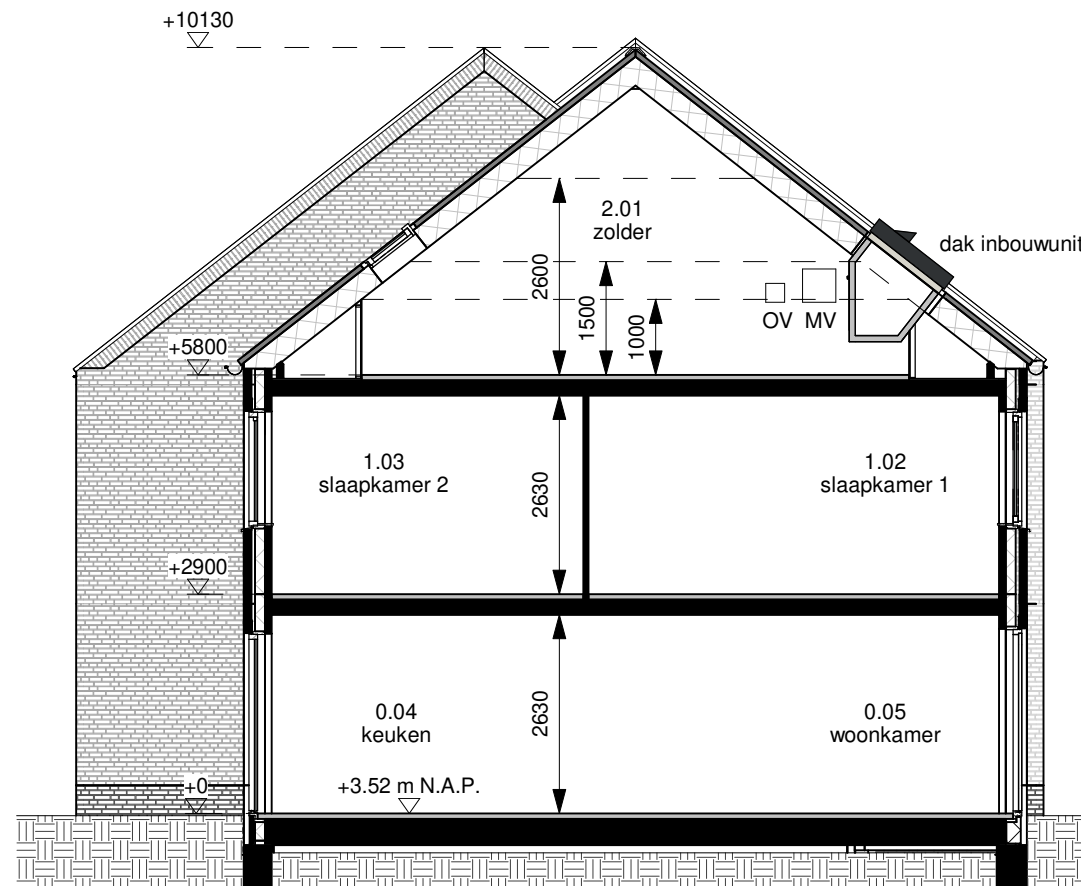 +10130
2.01
zolder
dak inbouwunit
2600
1500
1000
OV MV
+5800
1.03
slaapkamer 2
2630
1.02
slaapkamer 1
+2900
0.04
keuken
2630
0.05
woonkamer
+0
+3.52 m N.A.P.